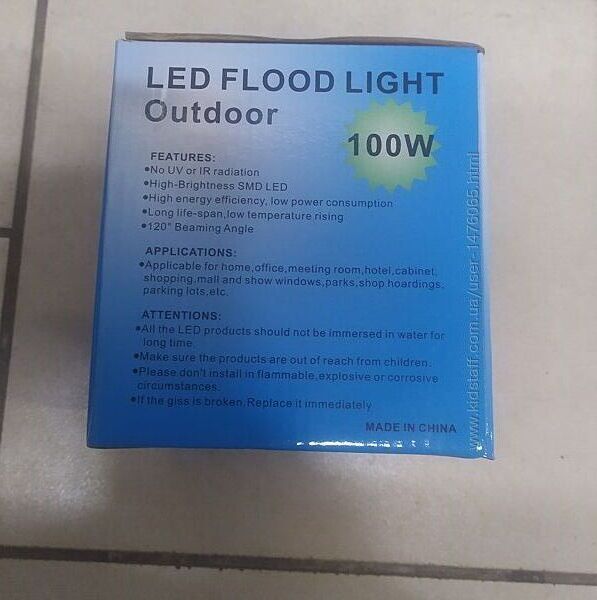 LED FLOOD LIGHT
Outdoor
100W
FEATURES:
•No UV or IR radiation
•High-Brightness SMD LED
•High energy efficiency, low power consumption
•Long life-span,low temperature rising
•120° Beaming Angle
APPLICATIONS:
•Applicable for home,office,meeting room,hotel,cabinet,
shopping,mall and show windows,parks,shop hoardings,
parking lots,etc.
ATTENTIONS:
•All the LED products should not be immersed in water for
long time.
•Make sure the products are out of reach from children.
•Please don't install in flammable,explosive or corrosive
circumstances.
•If the giss is broken,Replace it immediately
MADE IN CHINA
www.kidstaff.com.ua/user-1476065.html